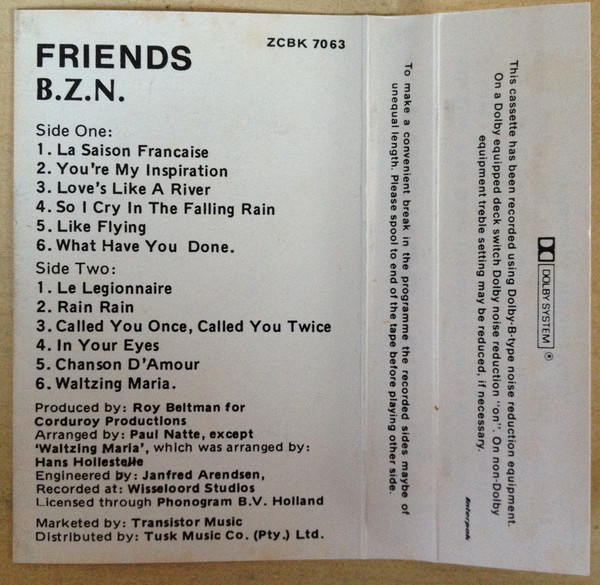 FRIENDS
ZCBK 7063
B.Z.N.
Side One:
1. La Saison Francaise
2. You're My Inspiration
3. Love's Like A River
4. So I Cry In The Falling Rain
5. Like Flying
6. What Have You Done.
Side Two:
1. Le Legionnaire
2. Rain Rain
3. Called You Once, Called You Twice
4. In Your Eyes
5. Chanson D'Amour
6. Waltzing Maria.
Produced by: Roy Beltman for
Corduroy Productions
Arranged by: Paul Natte, except
'Waltzing Maria', which was arranged by:
Hans Hollestelle
Engineered by: Janfred Arendsen,
Recorded at: Wisseloord Studios
Licensed through Phonogram B.V. Holland
Marketed by: Transistor Music
Distributed by: Tusk Music Co. (Pty.) Ltd.
To make a convenient break in the programme the recorded sides maybe of
unequal length. Please spool to end of the tape before playing other side.
This cassette has been recorded using Dolby-B-type noise reduction equipment.
On a Dolby equipped deck switch Dolby noise reduction "on". On non-Dolby
equipment treble setting may be reduced, if necessary.
DOLBY SYSTEM ®
Interpak